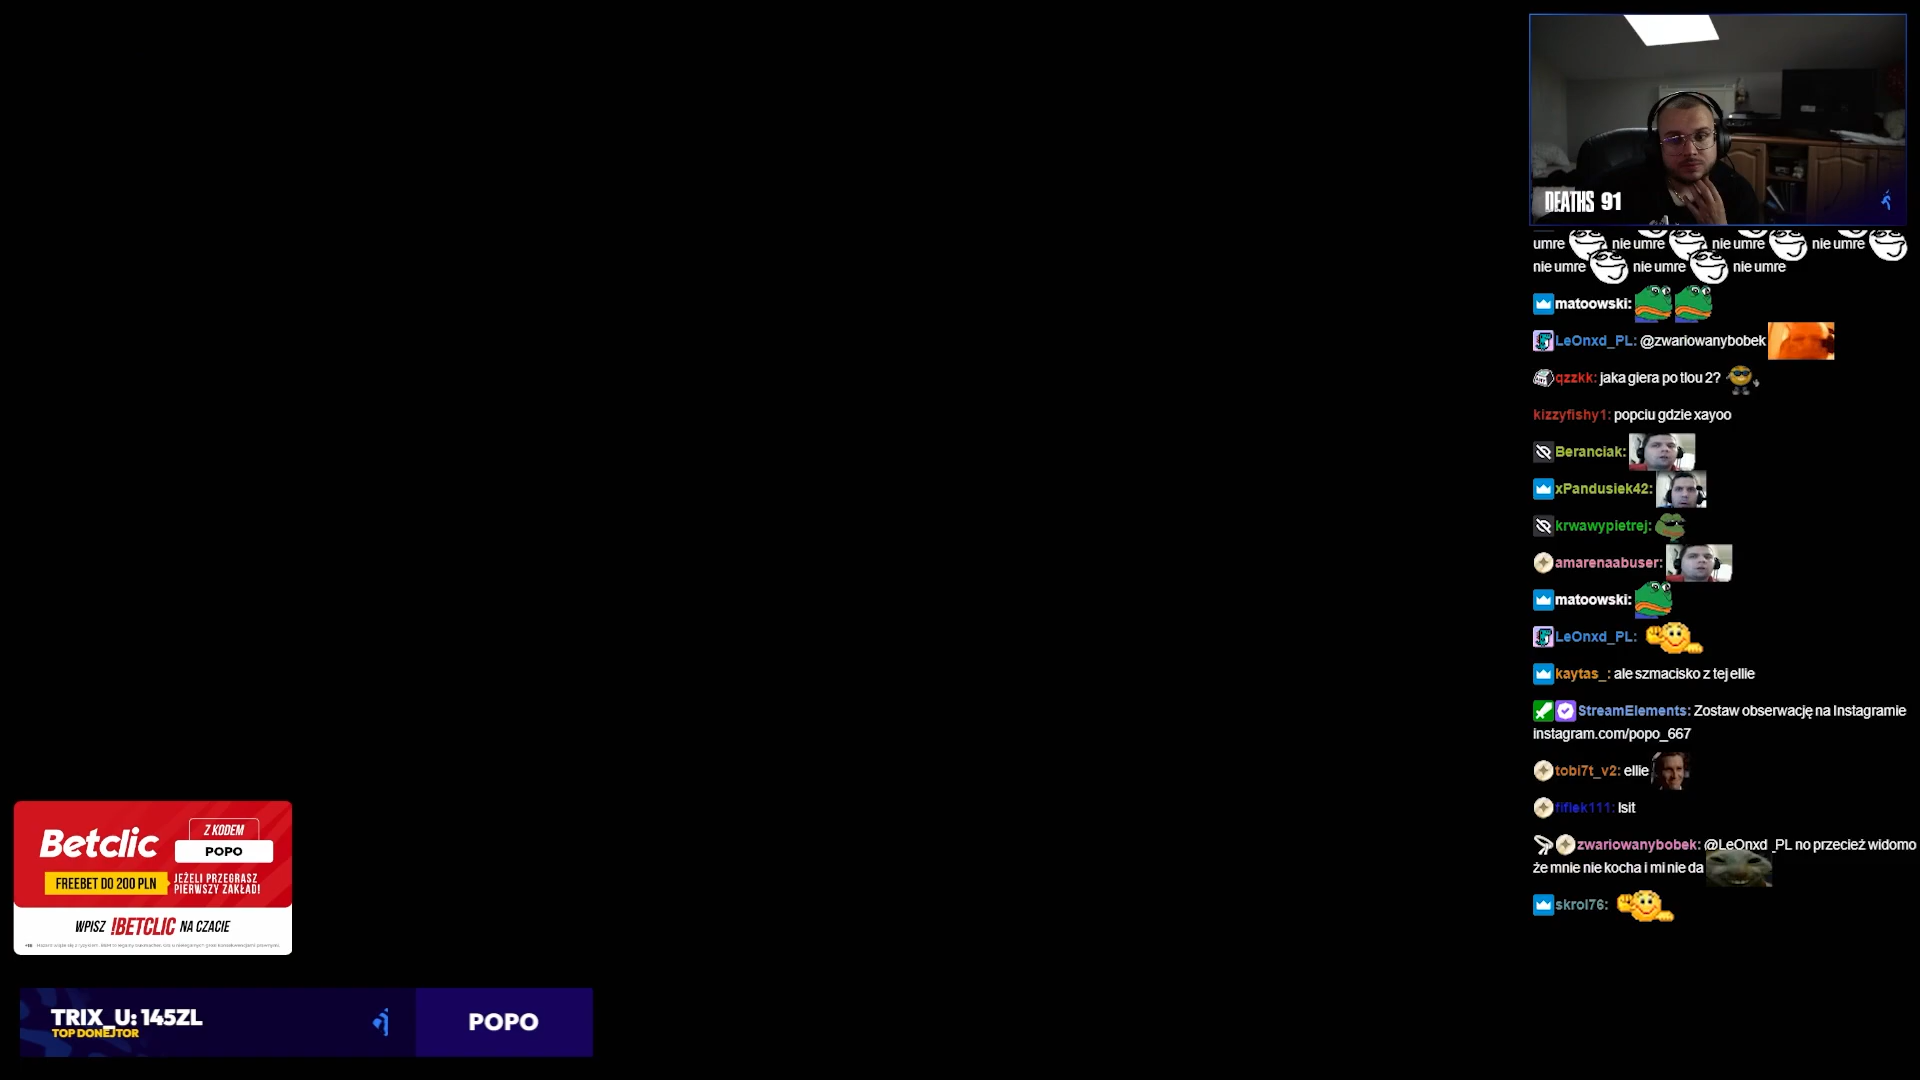 DEATHS 91
umre nie umre nie umre nie umre
nie umre nie umre nie umre
matoowski:
LeOnxd_PL: @zwariowanybobek
qzzkk: jaka giera po tlou 2?
kizzyfishy1: popciu gdzie xayoo
Beranciak:
xPandusiek42:
krwawypietrej:
amarenaabuser:
matoowski:
LeOnxd_PL:
kaytas_: ale szmacisko z tej ellie
StreamElements: Zostaw obserwację na Instagramie
instagram.com/popo_667
tobi7t_v2: ellie
fifiek111: Isit
zwariowanybobek: @LeOnxd_PL no przecież widomo
że mnie nie kocha i mi nie da
skrol76:
Betclic
Z KODEM
POPO
FREEBET DO 200 PLN
JEŻELI PRZEGRASZ
PIERWSZY ZAKŁAD!
WPISZ !BETCLIC NA CZACIE
TRIX_U: 145ZL
TOP DONEJTOR
POPO